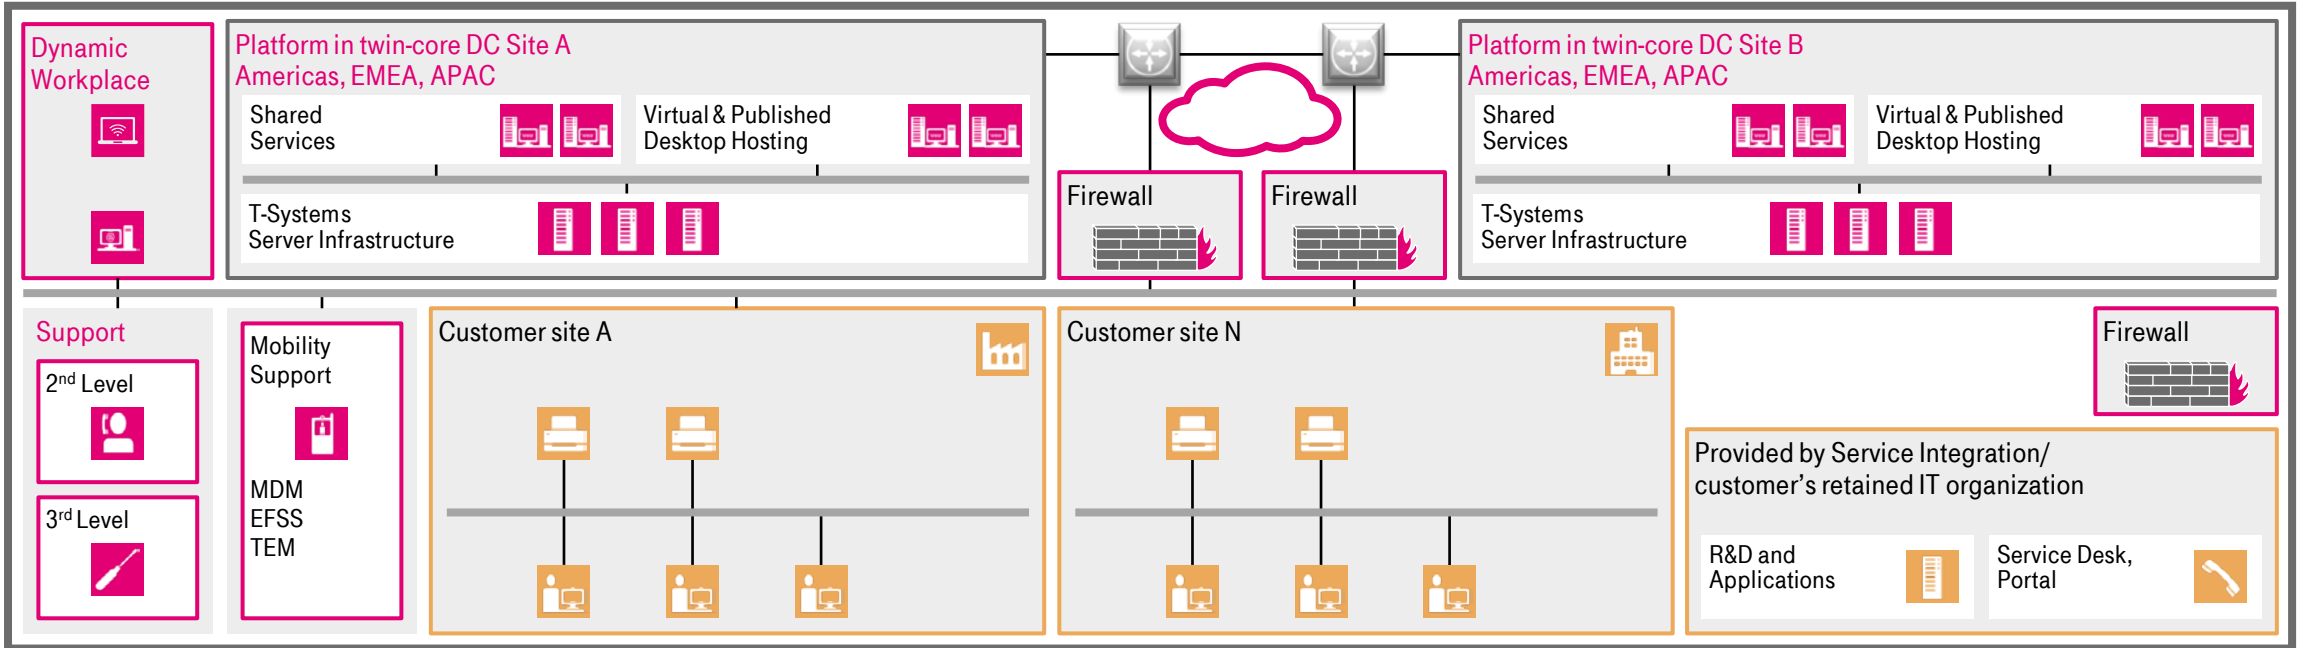 Dynamic
Workplace
Platform in twin-core DC Site A
Americas, EMEA, APAC
Shared
Services
Virtual & Published
Desktop Hosting
T-Systems
Server Infrastructure
Firewall
Firewall
Platform in twin-core DC Site B
Americas, EMEA, APAC
Shared
Services
Virtual & Published
Desktop Hosting
T-Systems
Server Infrastructure
Support
2nd Level
3rd Level
Mobility
Support
MDM
EFSS
TEM
Customer site A
Customer site N
Firewall
Provided by Service Integration/
customer's retained IT organization
R&D and
Applications
Service Desk,
Portal